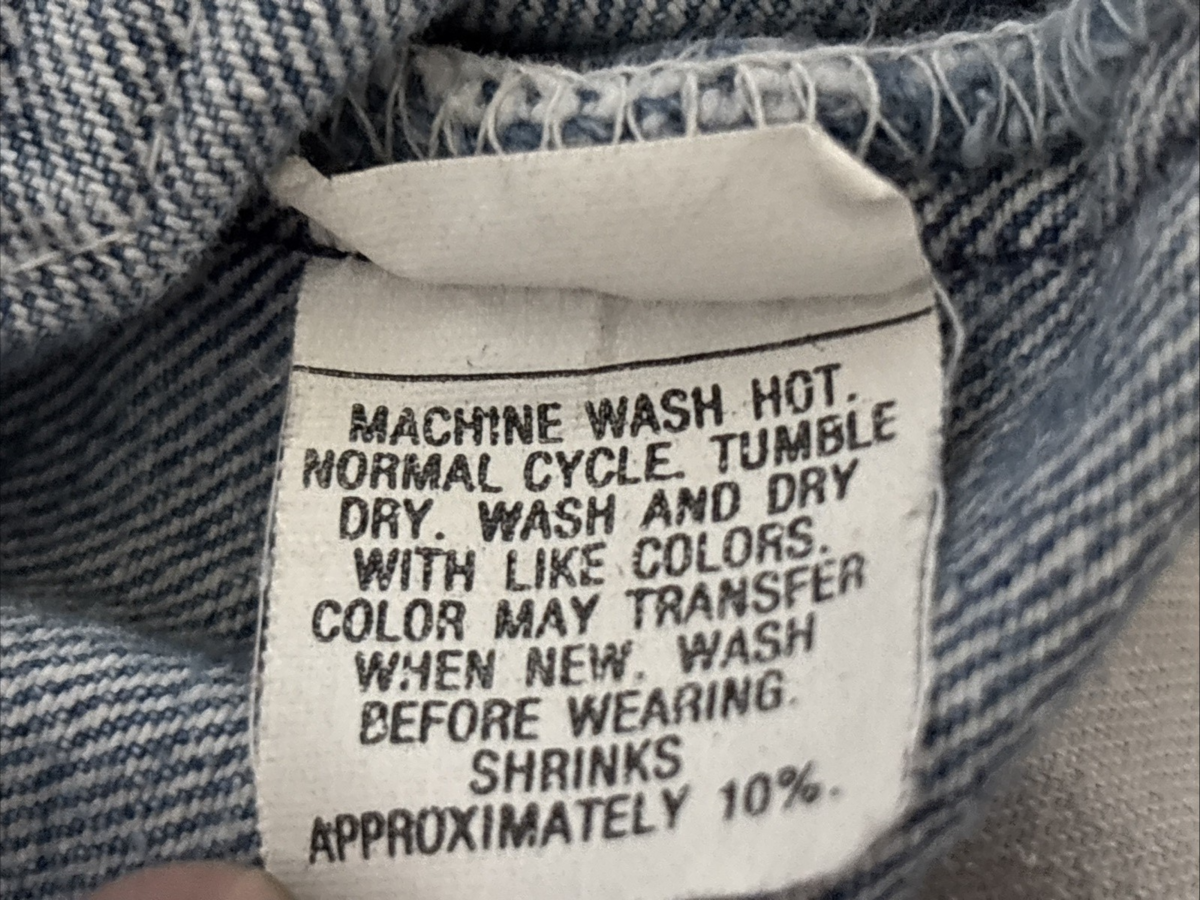 MACHINE WASH HOT.
NORMAL CYCLE. TUMBLE
DRY. WASH AND DRY
WITH LIKE COLORS.
COLOR MAY TRANSFER
WHEN NEW. WASH
BEFORE WEARING.
SHRINKS
APPROXIMATELY 10%.